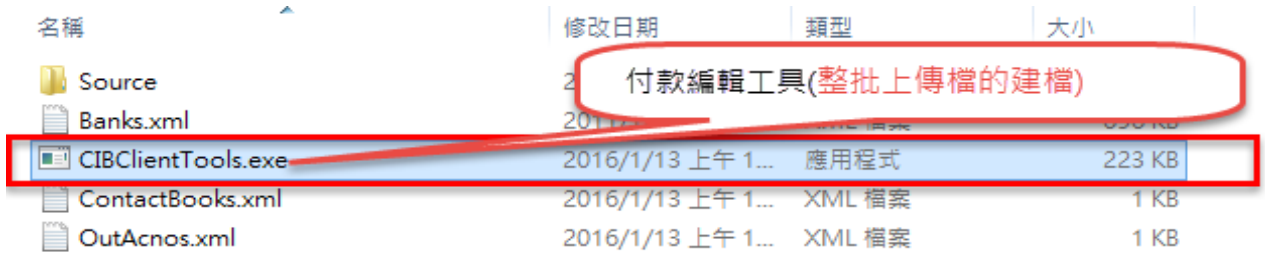 名稱 修改日期 類型 大小
Source 2
付款編輯工具(整批上傳檔的建檔)
Banks.xml
CIBClientTools.exe 2016/1/13 上午 1... 應用程式 223 KB
ContactBooks.xml 2016/1/13 上午 1... XML 檔案 1 KB
OutAcnos.xml 2016/1/13 上午 1... XML 檔案 1 KB